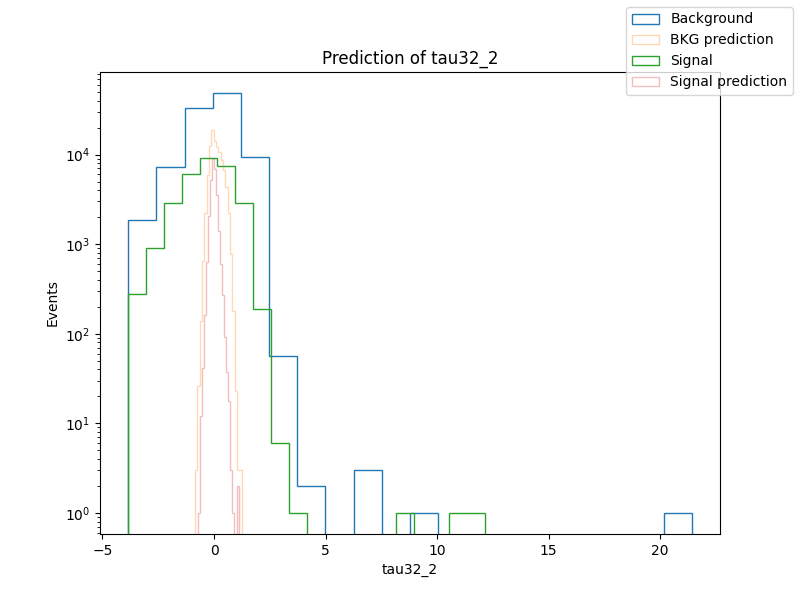 Prediction of tau32_2
Background
BKG prediction
Signal
Signal prediction
Events
10⁴
10³
10²
10¹
10⁰
−5
0
5
10
15
20
tau32_2